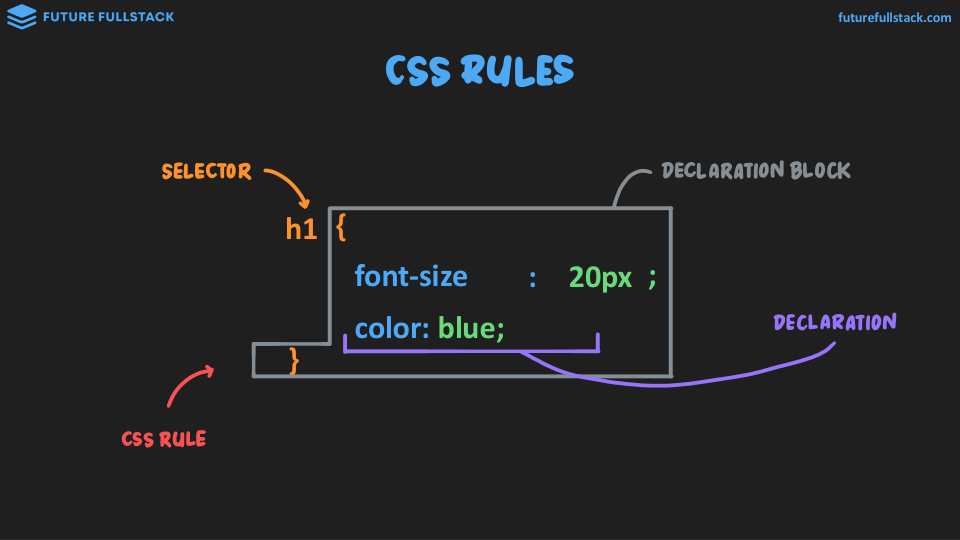 FUTURE FULLSTACK
futurefullstack.com
CSS RULES
SELECTOR
DECLARATION BLOCK
h1 {
font-size : 20px ;
color: blue;
DECLARATION
}
CSS RULE